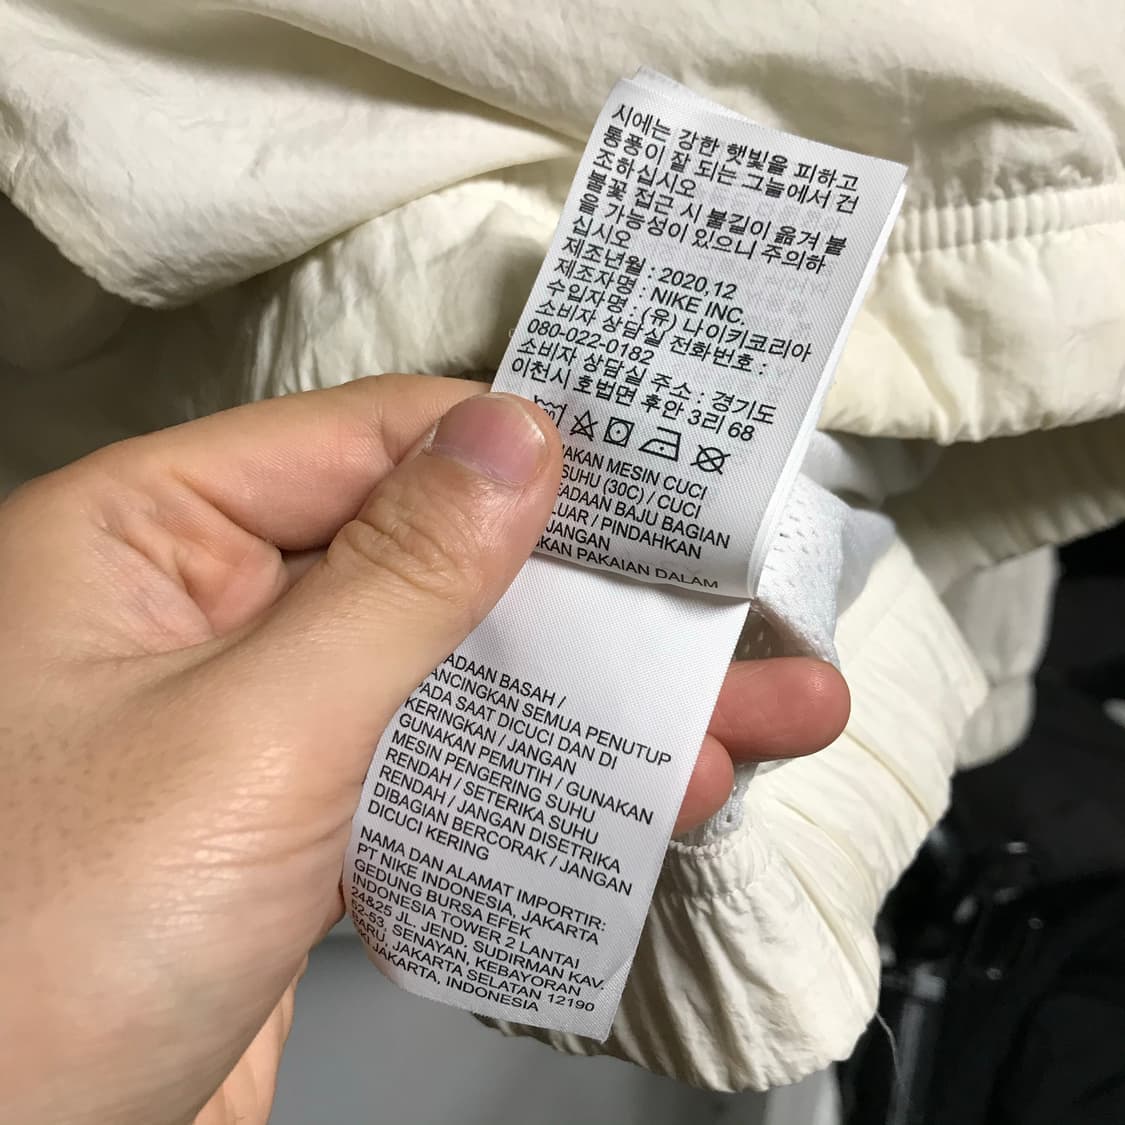 시에는 강한 햇빛을 피하고
통풍이 잘 되는 그늘에서 건
조하십시오
불꽃 접근 시 불길이 옮겨 붙
을 가능성이 있으니 주의하
십시오
제조년월 : 2020.12
제조자명 : NIKE INC.
수입자명 : (유) 나이키코리아
소비자 상담실 전화번호 :
080-022-0182
소비자 상담실 주소 : 경기도
이천시 호법면 후안 3리 68
AKAN MESIN CUCI
SUHU (30C) / CUCI
EADAAN BAJU BAGIAN
LUAR / PINDAHKAN
JANGAN
KAN PAKAIAN DALAM
ADAAN BASAH /
ANCINGKAN SEMUA PENUTUP
PADA SAAT DICUCI DAN DI
KERINGKAN / JANGAN
GUNAKAN PEMUTIH / GUNAKAN
MESIN PENGERING SUHU
RENDAH / SETERIKA SUHU
RENDAH / JANGAN DISETRIKA
DIBAGIAN BERCORAK / JANGAN
DICUCI KERING
NAMA DAN ALAMAT IMPORTIR:
PT NIKE INDONESIA, JAKARTA
GEDUNG BURSA EFEK
INDONESIA TOWER 2 LANTAI
24&25 JL. JEND, SUDIRMAN KAV.
52-53, SENAYAN, KEBAYORAN
BARU, JAKARTA SELATAN 12190
JAKARTA, INDONESIA